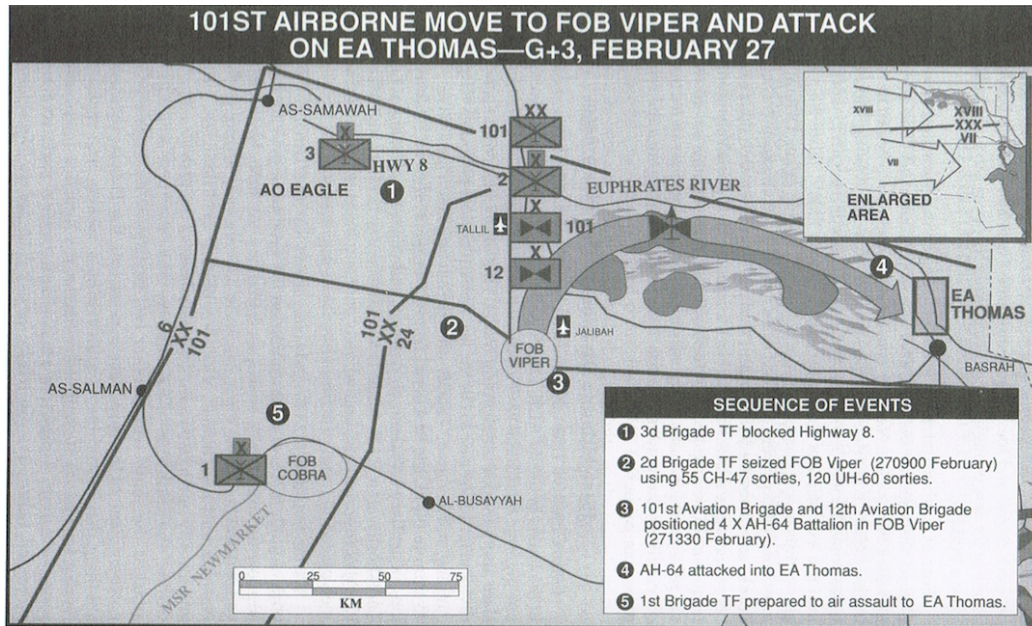 101ST AIRBORNE MOVE TO FOB VIPER AND ATTACK
ON EA THOMAS—G+3, FEBRUARY 27
AS-SAMAWAH
X
3
HWY 8
AO EAGLE
1
XX
101
X
2
EUPHRATES RIVER
X
101
TALLIL
X
12
XVIII
XVIII
XXX
VII
VII
ENLARGED
AREA
4
EA
THOMAS
BASRAH
6
XX
101
101
XX
24
2
JALIBAH
FOB
VIPER
3
AS-SALMAN
5
X
1
FOB
COBRA
AL-BUSAYYAH
MSR NEWMARKET
0 25 50 75
KM
SEQUENCE OF EVENTS
1 3d Brigade TF blocked Highway 8.
2 2d Brigade TF seized FOB Viper (270900 February)
using 55 CH-47 sorties, 120 UH-60 sorties.
3 101st Aviation Brigade and 12th Aviation Brigade
positioned 4 X AH-64 Battalion in FOB Viper
(271330 February).
4 AH-64 attacked into EA Thomas.
5 1st Brigade TF prepared to air assault to EA Thomas.